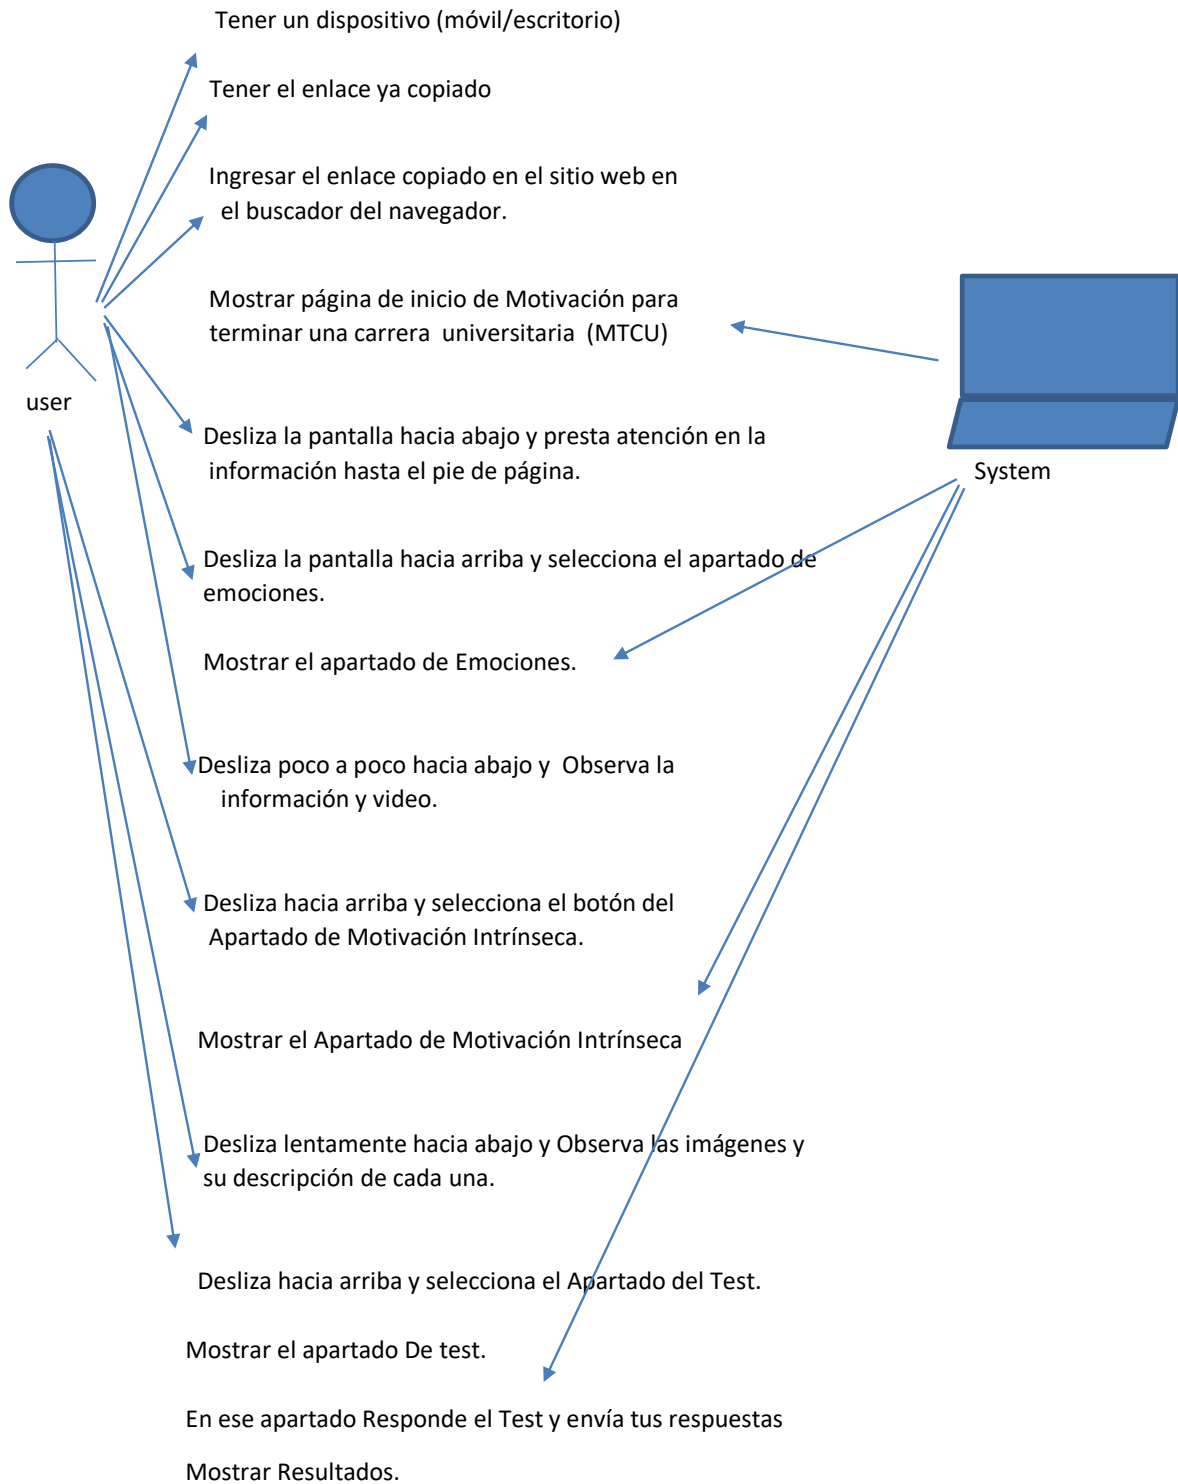 Tener un dispositivo (móvil/escritorio)
Tener el enlace ya copiado
Ingresar el enlace copiado en el sitio web en
el buscador del navegador.
Mostrar página de inicio de Motivación para
terminar una carrera universitaria (MTCU)
user
Desliza la pantalla hacia abajo y presta atención en la
información hasta el pie de página.
System
Desliza la pantalla hacia arriba y selecciona el apartado de
emociones.
Mostrar el apartado de Emociones.
Desliza poco a poco hacia abajo y Observa la
información y video.
Desliza hacia arriba y selecciona el botón del
Apartado de Motivación Intrínseca.
Mostrar el Apartado de Motivación Intrínseca
Desliza lentamente hacia abajo y Observa las imágenes y
su descripción de cada una.
Desliza hacia arriba y selecciona el Apartado del Test.
Mostrar el apartado De test.
En ese apartado Responde el Test y envía tus respuestas
Mostrar Resultados.